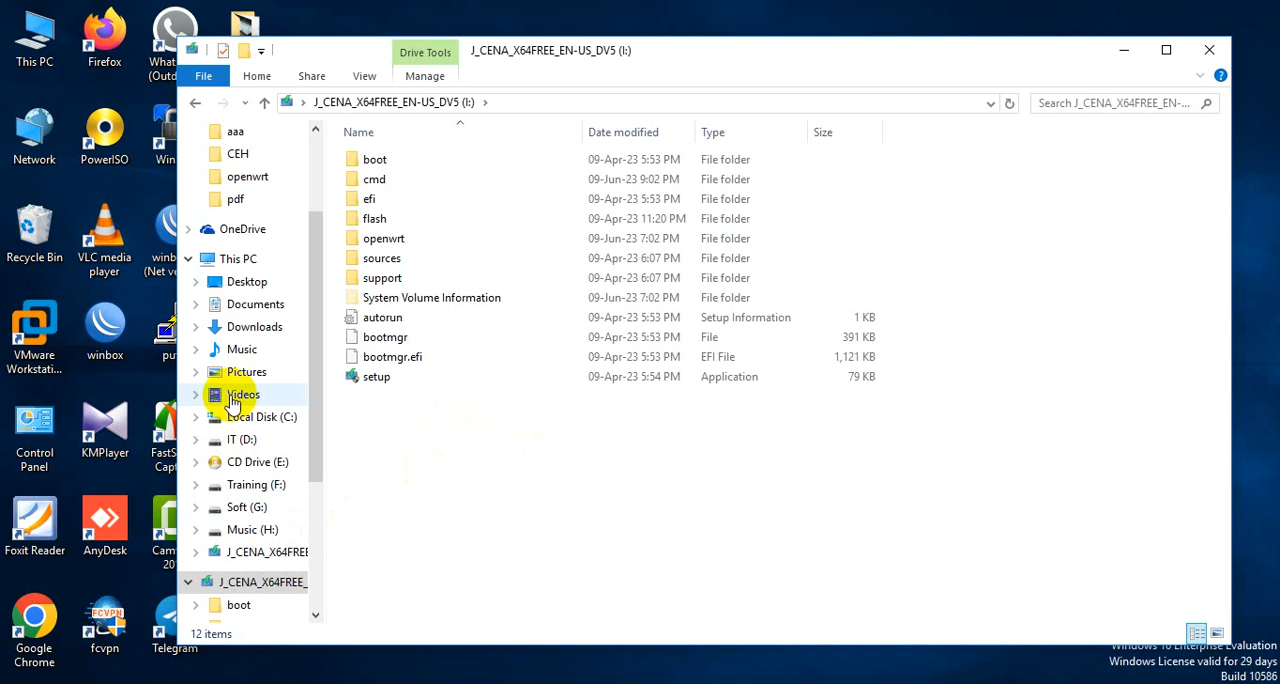 Drive Tools
J_CENA_X64FREE_EN-US_DV5 (I:)
File
Home
Share
View
Manage
J_CENA_X64FREE_EN-US_DV5 (I:)
Search J_CENA_X64FREE_EN-...
This PC
Firefox
What
(Outd
Network
PowerISO
Win
Recycle Bin
VLC media
player
winb
(Net ve
VMware
Workstati...
winbox
pu
Control
Panel
KMPlayer
FastS
Capt
Foxit Reader
AnyDesk
Cam
20
Google
Chrome
FCVPN
fcvpn
Telegram
aaa
CEH
openwrt
pdf
OneDrive
This PC
Desktop
Documents
Downloads
Music
Pictures
Videos
Local Disk (C:)
IT (D:)
CD Drive (E:)
Training (F:)
Soft (G:)
Music (H:)
J_CENA_X64FREE
J_CENA_X64FREE_
boot
Name
Date modified
Type
Size
boot
09-Apr-23 5:53 PM
File folder
cmd
09-Jun-23 9:02 PM
File folder
efi
09-Apr-23 5:53 PM
File folder
flash
09-Apr-23 11:20 PM
File folder
openwrt
09-Jun-23 7:02 PM
File folder
sources
09-Apr-23 6:07 PM
File folder
support
09-Apr-23 6:07 PM
File folder
System Volume Information
09-Jun-23 7:02 PM
File folder
autorun
09-Apr-23 5:53 PM
Setup Information
1 KB
bootmgr
09-Apr-23 5:53 PM
File
391 KB
bootmgr.efi
09-Apr-23 5:53 PM
EFI File
1,121 KB
setup
09-Apr-23 5:54 PM
Application
79 KB
12 items
Windows 10 Enterprise Evaluation
Windows License valid for 29 days
Build 10586